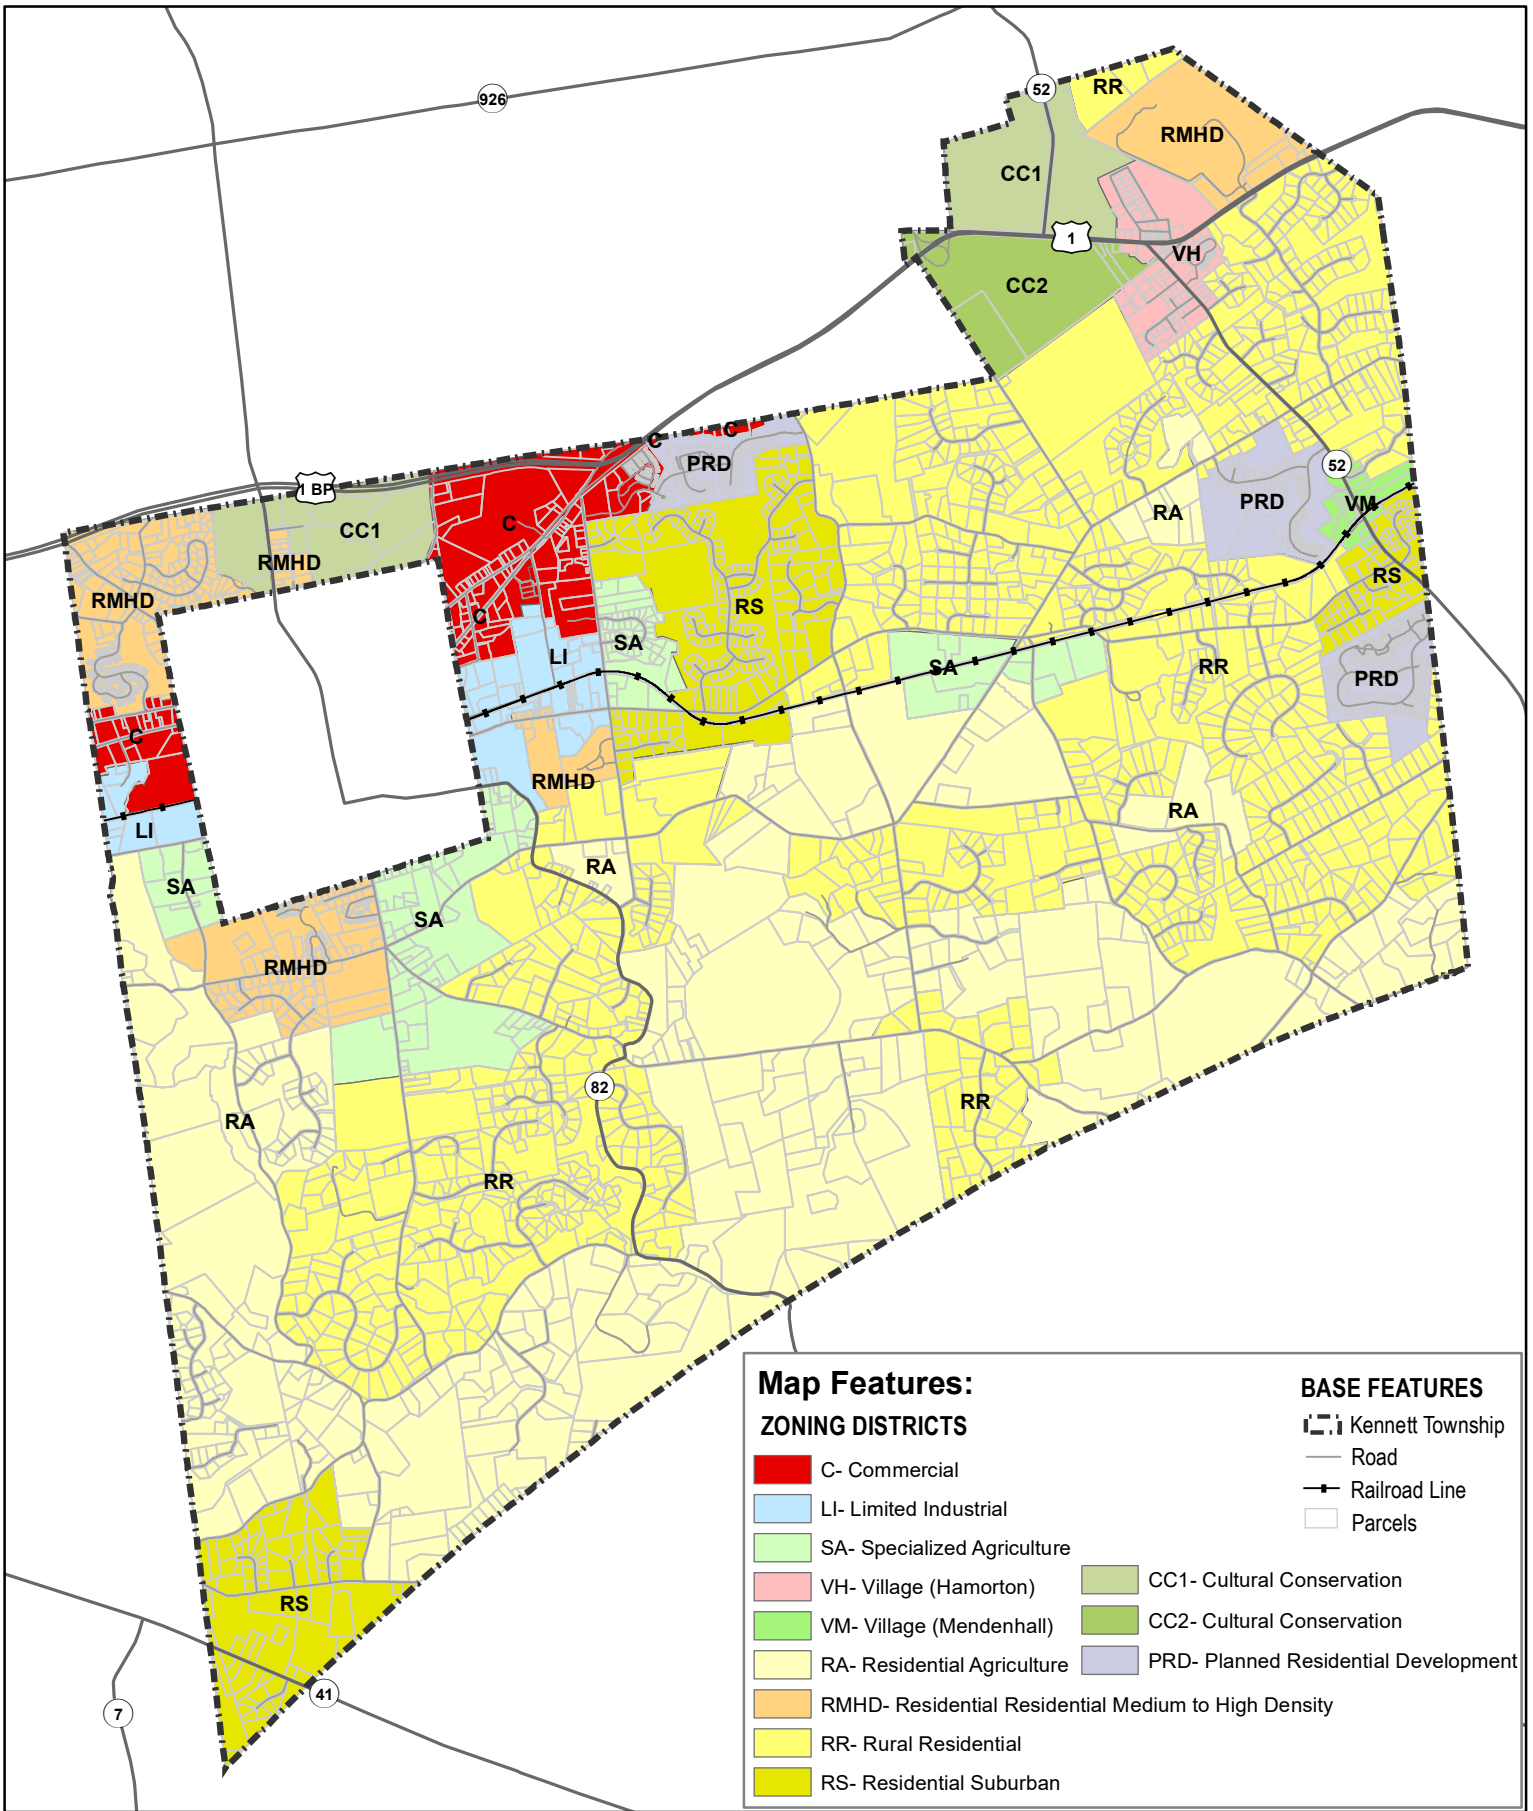 52
RR
926
RMHD
CC1
1
VH
CC2
C
C
PRD
52
1 BP
PRD
VM
RA
C
CC1
RMHD
RS
RMHD
RS
C
SA
LI
SA
RR
PRD
C
RMHD
RA
LI
RA
SA
SA
RMHD
82
RR
RA
RR
RS
41
7
Map Features:
ZONING DISTRICTS
C- Commercial
LI- Limited Industrial
SA- Specialized Agriculture
VH- Village (Hamorton)
VM- Village (Mendenhall)
RA- Residential Agriculture
RMHD- Residential Residential Medium to High Density
RR- Rural Residential
RS- Residential Suburban
CC1- Cultural Conservation
CC2- Cultural Conservation
PRD- Planned Residential Development
BASE FEATURES
Kennett Township
Road
Railroad Line
Parcels